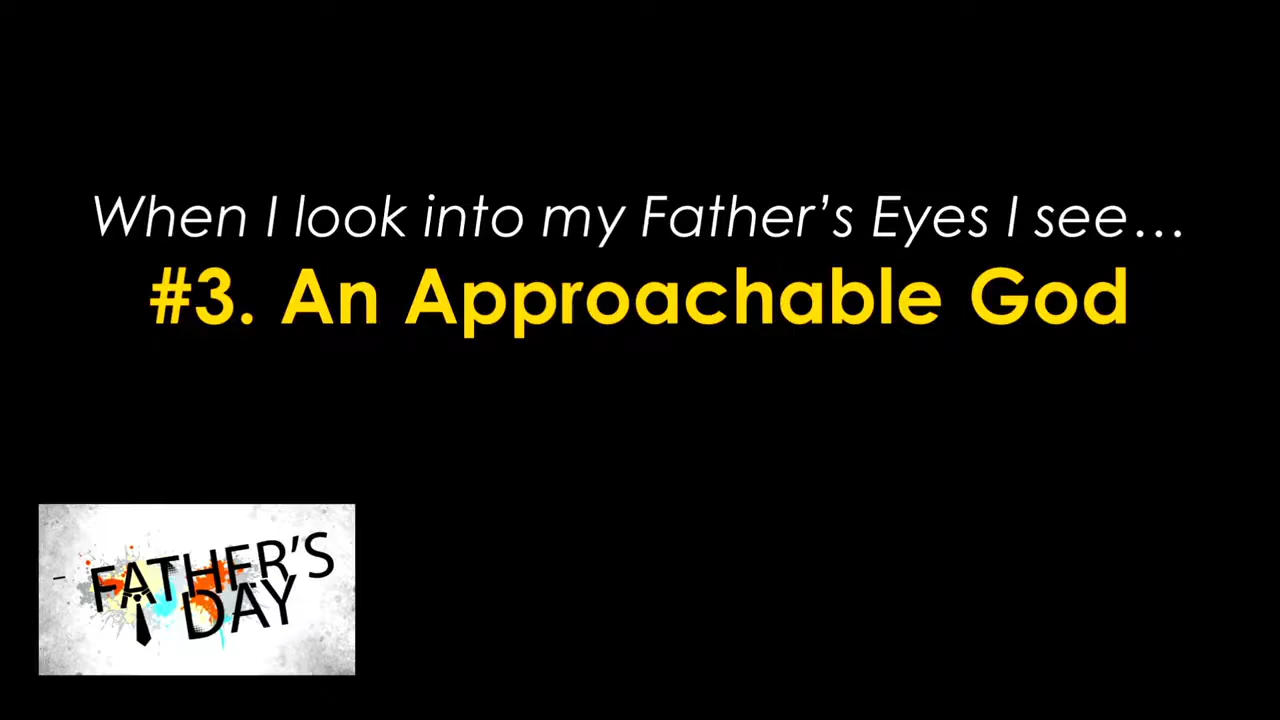 When I look into my Father’s Eyes I see…
#3. An Approachable God
FATHER’S
DAY